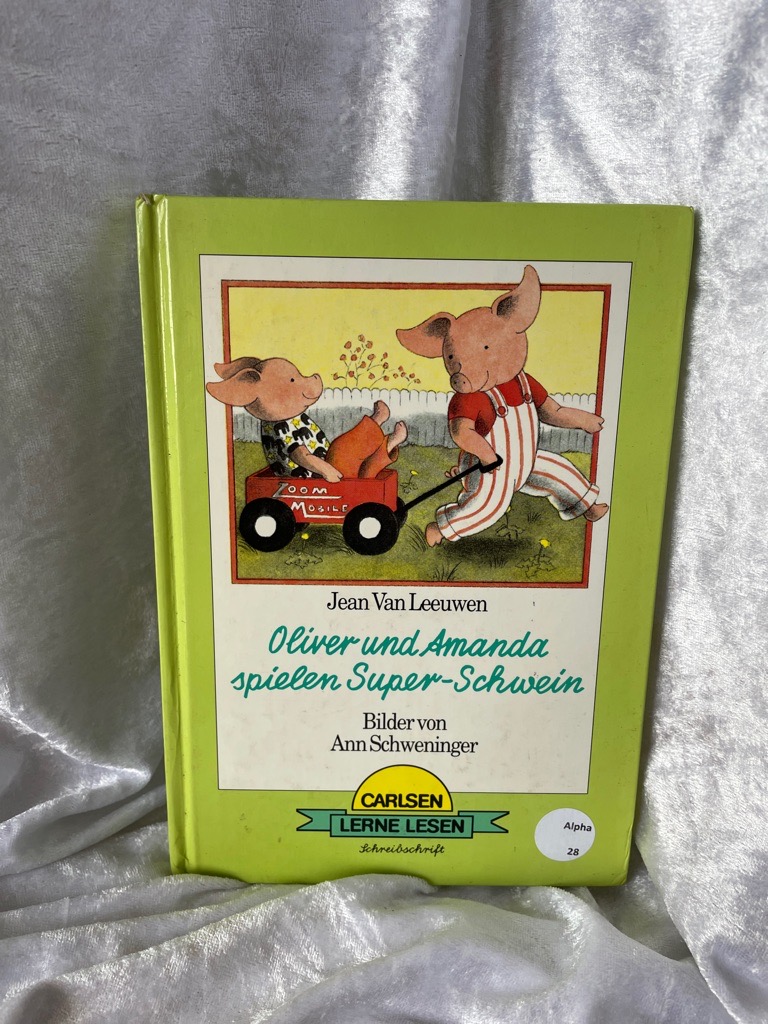 ZOOM
MOBILE
Jean Van Leeuwen
Oliver und Amanda
spielen Super-Schwein
Bilder von
Ann Schweninger
CARLSEN
LERNE LESEN
Schreibschrift
Alpha
28